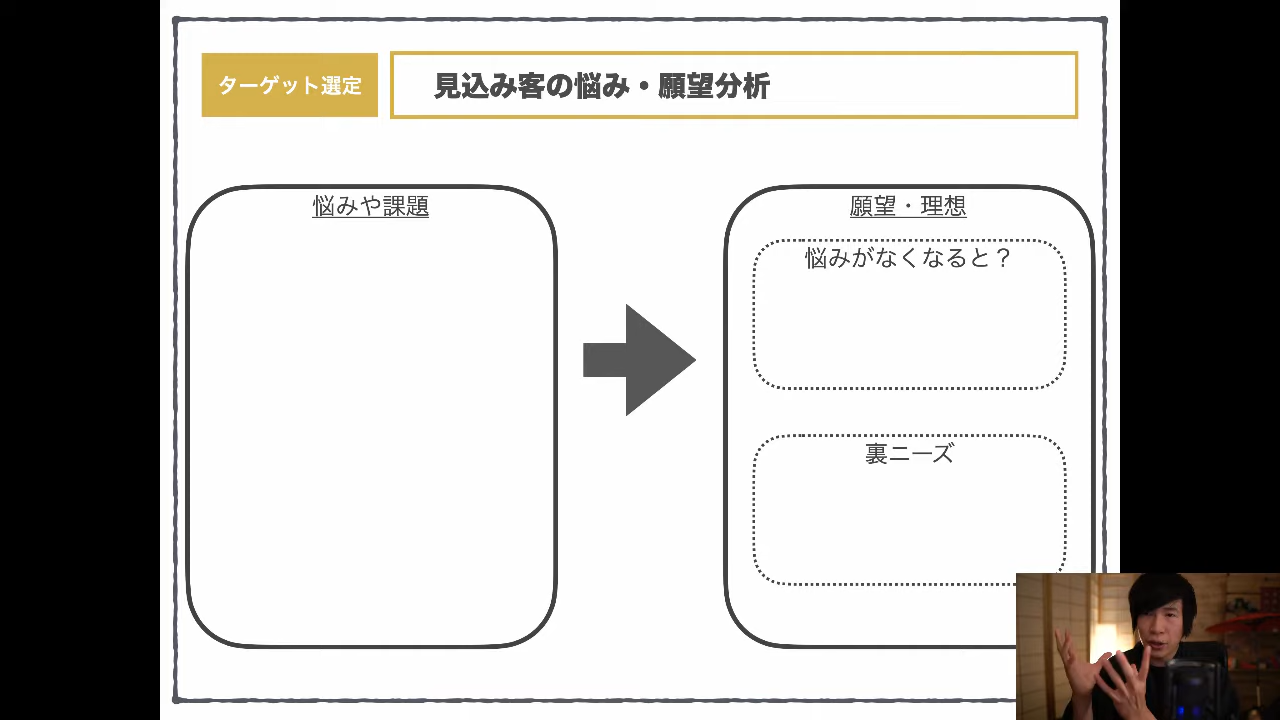 ターゲット選定
見込み客の悩み・願望分析
悩みや課題
願望・理想
悩みがなくなると？
裏ニーズ